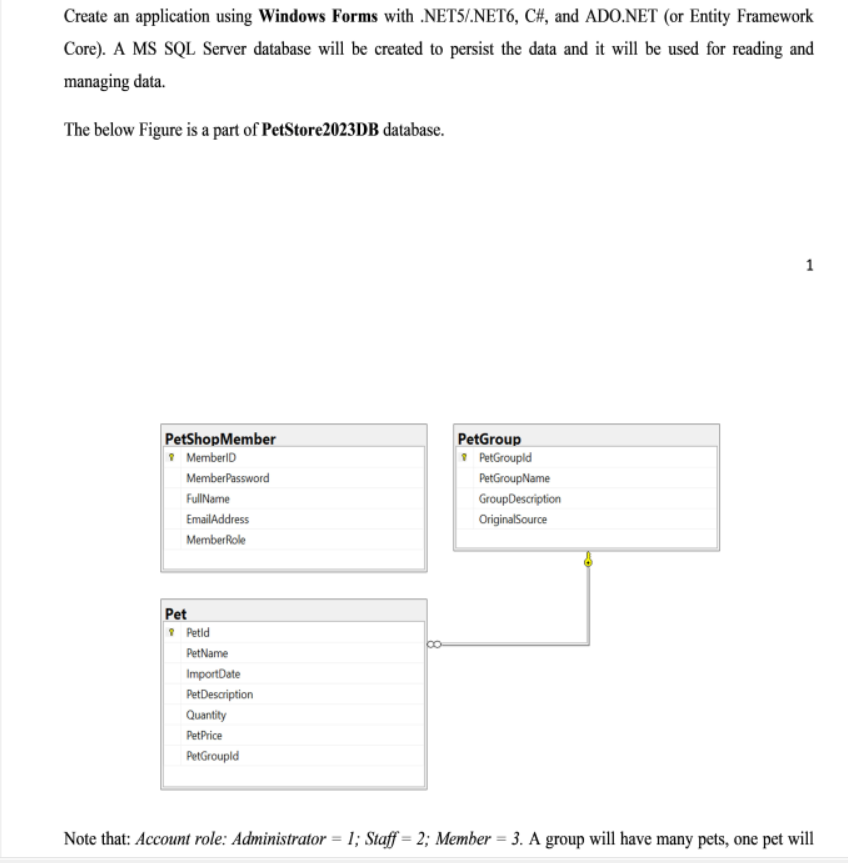 Create an application using Windows Forms with .NET5/.NET6, C#, and ADO.NET (or Entity Framework
Core). A MS SQL Server database will be created to persist the data and it will be used for reading and
managing data.
The below Figure is a part of PetStore2023DB database.
1
PetShopMember
MemberID
MemberPassword
FullName
EmailAddress
MemberRole
PetGroup
PetGroupId
PetGroupName
GroupDescription
OriginalSource
Pet
PetId
PetName
ImportDate
PetDescription
Quantity
PetPrice
PetGroupId
Note that: Account role: Administrator = 1; Staff = 2; Member = 3. A group will have many pets, one pet will